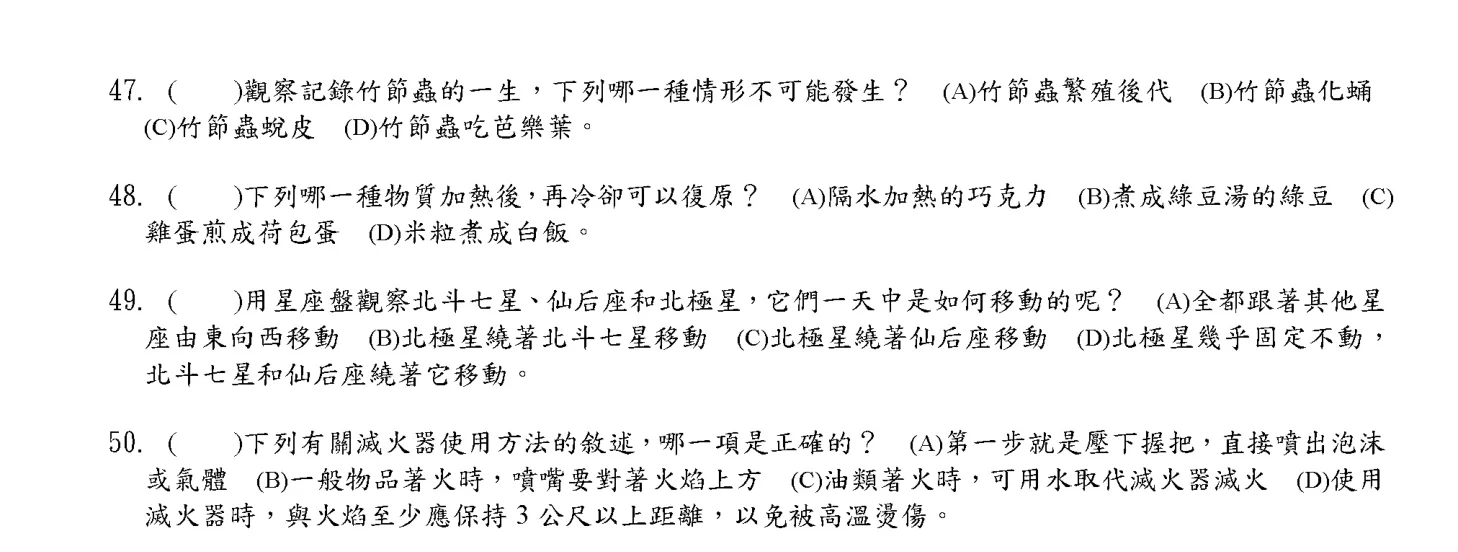 47. (　　)觀察記錄竹節蟲的一生，下列哪一種情形不可能發生？　(A)竹節蟲繁殖後代　(B)竹節蟲化蛹
(C)竹節蟲蛻皮　(D)竹節蟲吃芭樂葉。
48. (　　)下列哪一種物質加熱後，再冷卻可以復原？　(A)隔水加熱的巧克力　(B)煮成綠豆湯的綠豆　(C)
雞蛋煎成荷包蛋　(D)米粒煮成白飯。
49. (　　)用星座盤觀察北斗七星、仙后座和北極星，它們一天中是如何移動的呢？　(A)全都跟著其他星
座由東向西移動　(B)北極星繞著北斗七星移動　(C)北極星繞著仙后座移動　(D)北極星幾乎固定不動，
北斗七星和仙后座繞著它移動。
50. (　　)下列有關滅火器使用方法的敘述，哪一項是正確的？　(A)第一步就是壓下握把，直接噴出泡沫
或氣體　(B)一般物品著火時，噴嘴要對著火焰上方　(C)油類著火時，可用水取代滅火器滅火　(D)使用
滅火器時，與火焰至少應保持 3 公尺以上距離，以免被高溫燙傷。